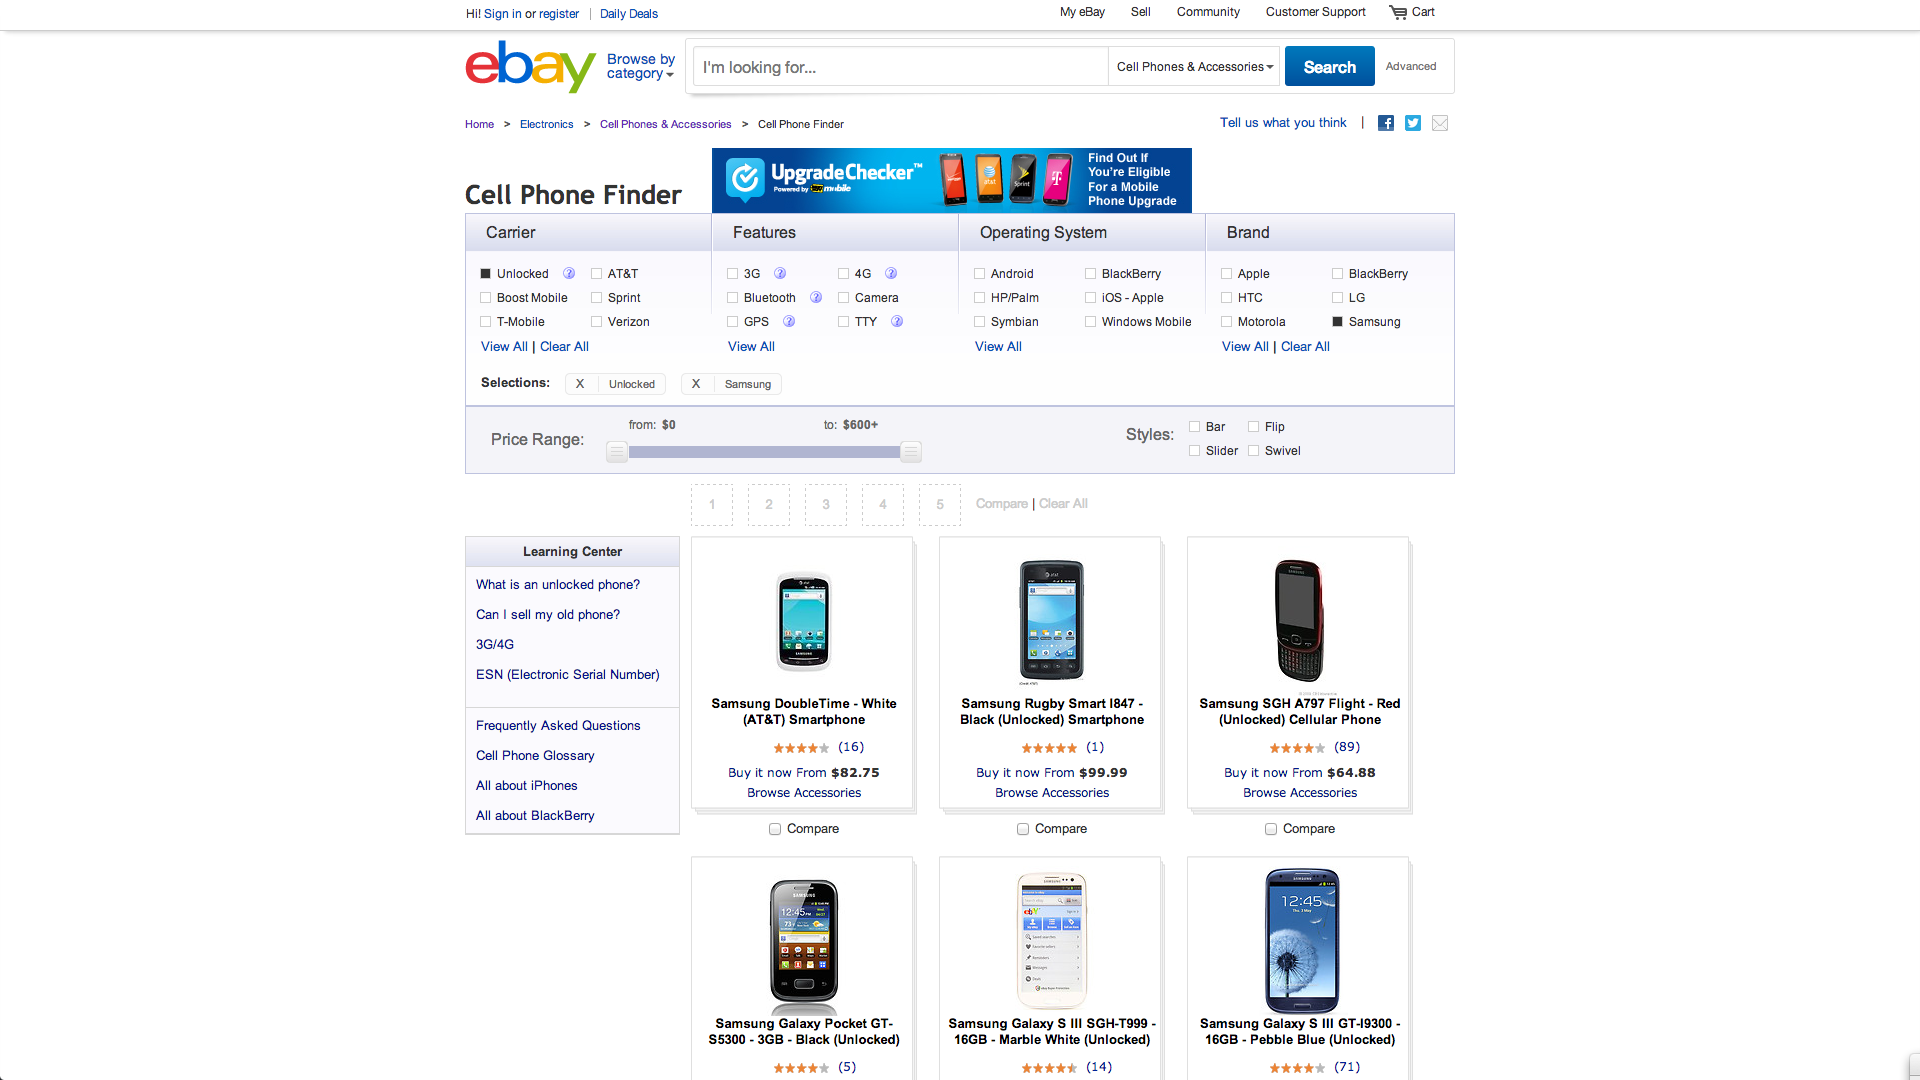 Hi! Sign in or register | Daily Deals
My eBay Sell Community Customer Support Cart
ebay
Browse by
category
I'm looking for...
Cell Phones & Accessories
Search
Advanced
Home > Electronics > Cell Phones & Accessories > Cell Phone Finder
Tell us what you think |
Cell Phone Finder
UpgradeChecker™
Powered by mobile
at&t
Sprint
Find Out If
You're Eligible
For a Mobile
Phone Upgrade
Carrier Features Operating System Brand
Unlocked ? AT&T 3G ? 4G ? Android BlackBerry Apple BlackBerry
Boost Mobile Sprint Bluetooth ? Camera HP/Palm iOS - Apple HTC LG
T-Mobile Verizon GPS ? TTY ? Symbian Windows Mobile Motorola Samsung
View All | Clear All View All View All View All | Clear All
Selections: X Unlocked X Samsung
Price Range: from: $0 to: $600+
Styles: Bar Flip
Slider Swivel
1 2 3 4 5 Compare | Clear All
Learning Center
What is an unlocked phone?
Can I sell my old phone?
3G/4G
ESN (Electronic Serial Number)
Frequently Asked Questions
Cell Phone Glossary
All about iPhones
All about BlackBerry
Samsung DoubleTime - White
(AT&T) Smartphone
(16)
Buy it now From $82.75
Browse Accessories
Compare
Samsung Rugby Smart I847 -
Black (Unlocked) Smartphone
(1)
Buy it now From $99.99
Browse Accessories
Compare
Samsung SGH A797 Flight - Red
(Unlocked) Cellular Phone
(89)
Buy it now From $64.88
Browse Accessories
Compare
12:45
Samsung Galaxy Pocket GT-
S5300 - 3GB - Black (Unlocked)
(5)
ebay
Samsung Galaxy S III SGH-T999 -
16GB - Marble White (Unlocked)
(14)
12:45
Samsung Galaxy S III GT-I9300 -
16GB - Pebble Blue (Unlocked)
(71)